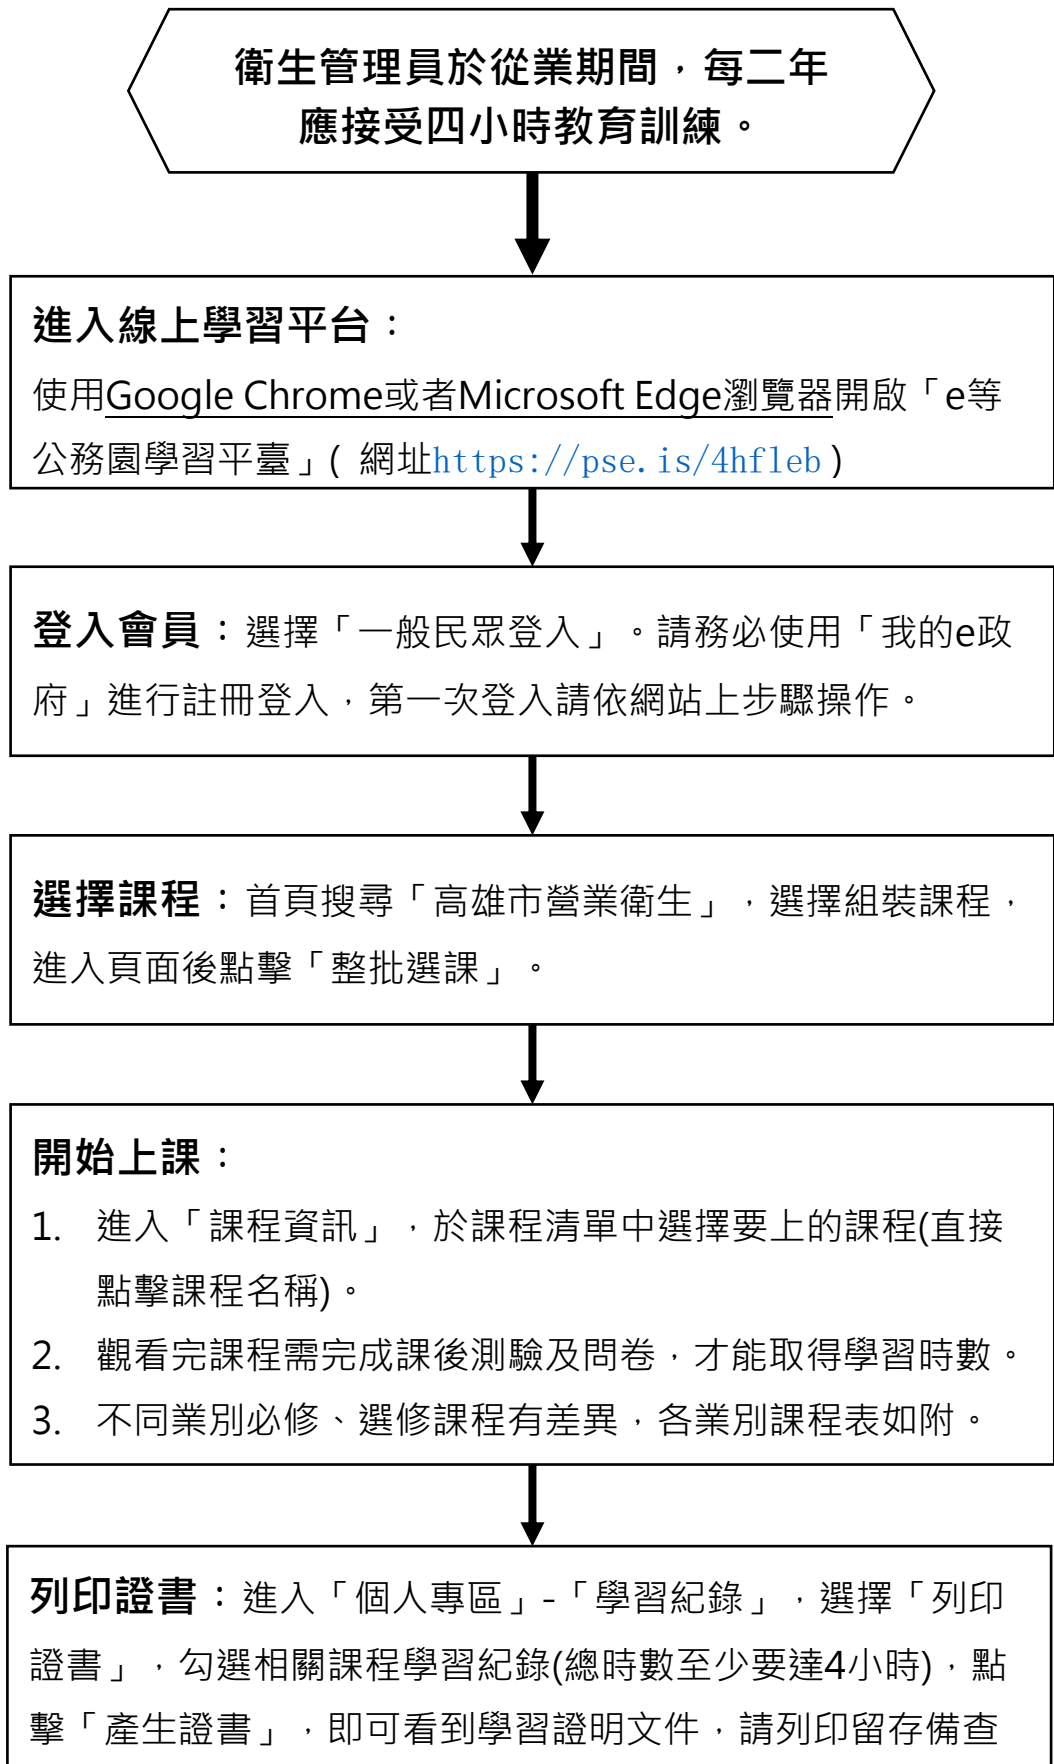 衛生管理員於從業期間，每二年
應接受四小時教育訓練。
進入線上學習平台：
使用Google Chrome或者Microsoft Edge瀏覽器開啟「e等
公務園學習平臺」( 網址https://pse.is/4hfleb)
登入會員：選擇「一般民眾登入」。請務必使用「我的e政
府」進行註冊登入，第一次登入請依網站上步驟操作。
選擇課程：首頁搜尋「高雄市營業衛生」，選擇組裝課程，
進入頁面後點擊「整批選課」。
開始上課：
1. 進入「課程資訊」，於課程清單中選擇要上的課程(直接
點擊課程名稱)。
2. 觀看完課程需完成課後測驗及問卷，才能取得學習時數。
3. 不同業別必修、選修課程有差異，各業別課程表如附。
列印證書：進入「個人專區」-「學習紀錄」，選擇「列印
證書」，勾選相關課程學習紀錄(總時數至少要達4小時)，點
擊「產生證書」，即可看到學習證明文件，請列印留存備查